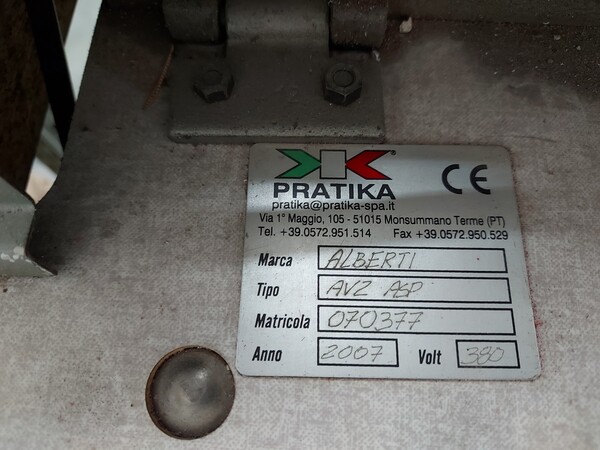 PRATIKA
®
CE
pratika@pratika-spa.it
Via 1° Maggio, 105 - 51015 Monsummano Terme (PT)
Tel. +39.0572.951.514 Fax +39.0572.950.529
Marca ALBERTI
Tipo AVZ ASP
Matricola 070377
Anno 2007 Volt 380